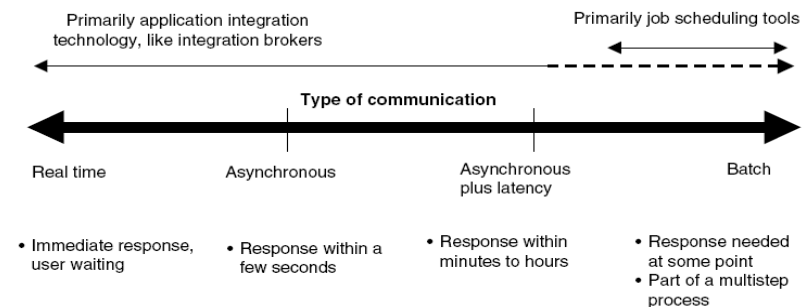 Primarily application integration
technology, like integration brokers
Primarily job scheduling tools
Type of communication
Real time
Asynchronous
Asynchronous
plus latency
Batch
• Immediate response,
user waiting
• Response within a
few seconds
• Response within
minutes to hours
• Response needed
at some point
• Part of a multistep
process